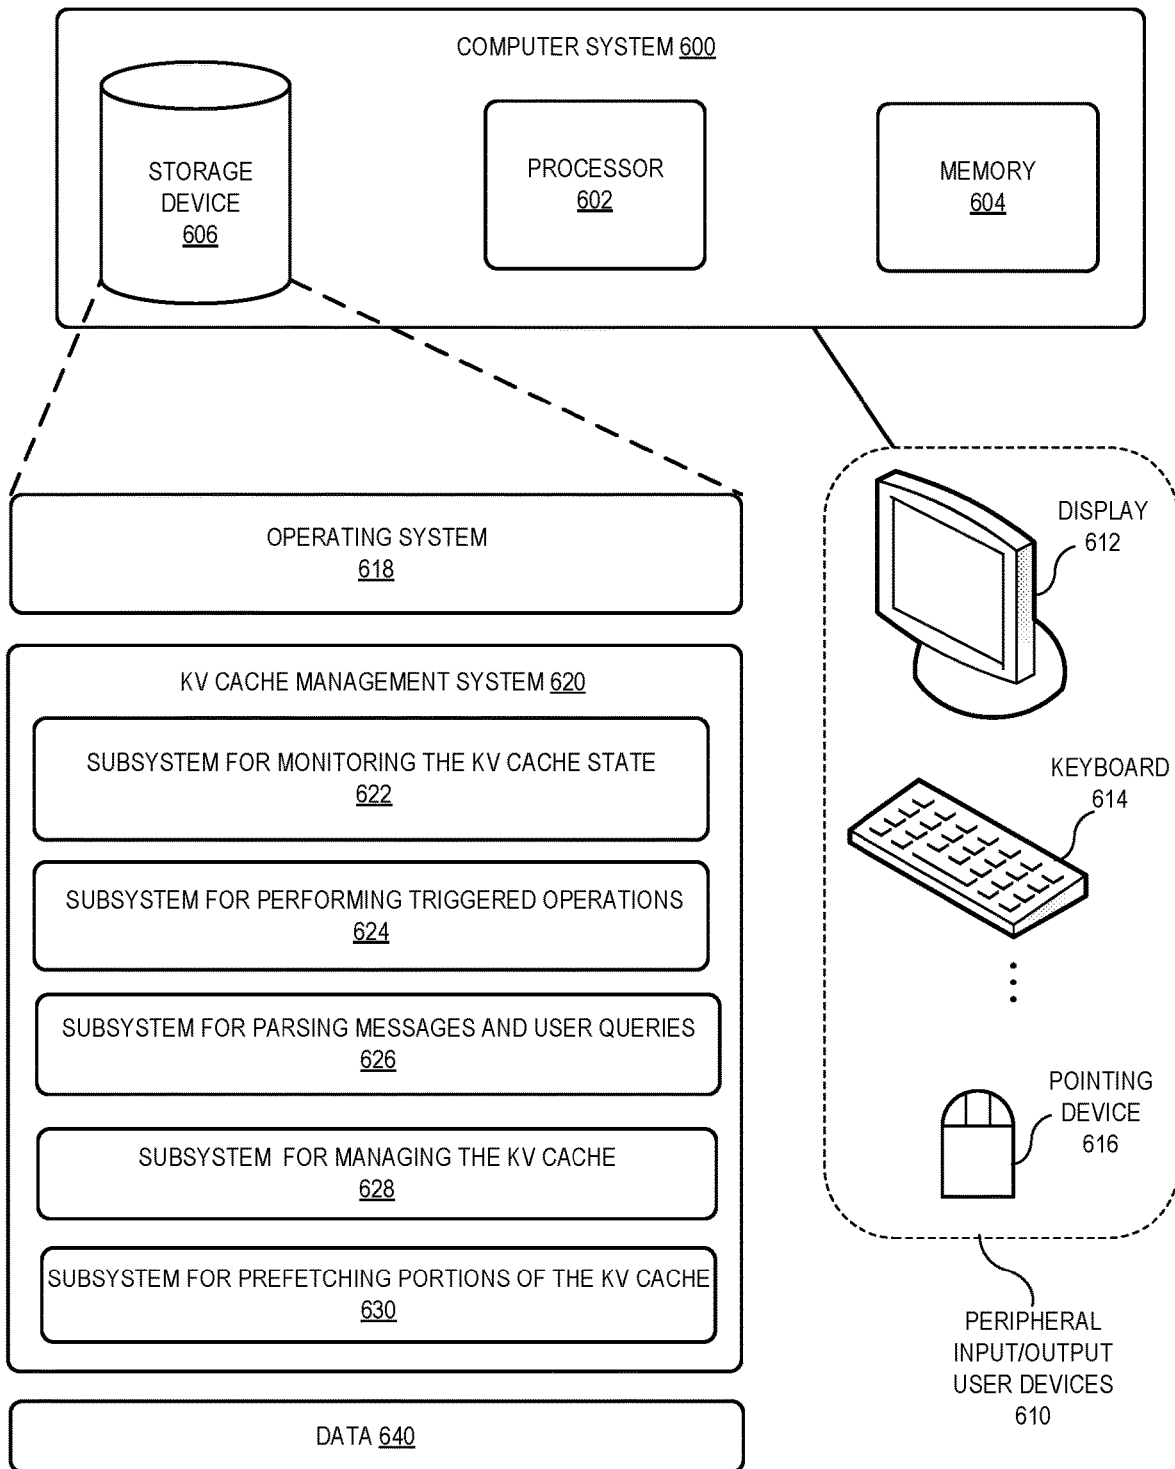 COMPUTER SYSTEM 600
STORAGE
DEVICE
606
PROCESSOR
602
MEMORY
604
OPERATING SYSTEM
618
KV CACHE MANAGEMENT SYSTEM 620
SUBSYSTEM FOR MONITORING THE KV CACHE STATE
622
SUBSYSTEM FOR PERFORMING TRIGGERED OPERATIONS
624
SUBSYSTEM FOR PARSING MESSAGES AND USER QUERIES
626
SUBSYSTEM FOR MANAGING THE KV CACHE
628
SUBSYSTEM FOR PREFETCHING PORTIONS OF THE KV CACHE
630
DATA 640
DISPLAY
612
KEYBOARD
614
POINTING
DEVICE
616
PERIPHERAL
INPUT/OUTPUT
USER DEVICES
610